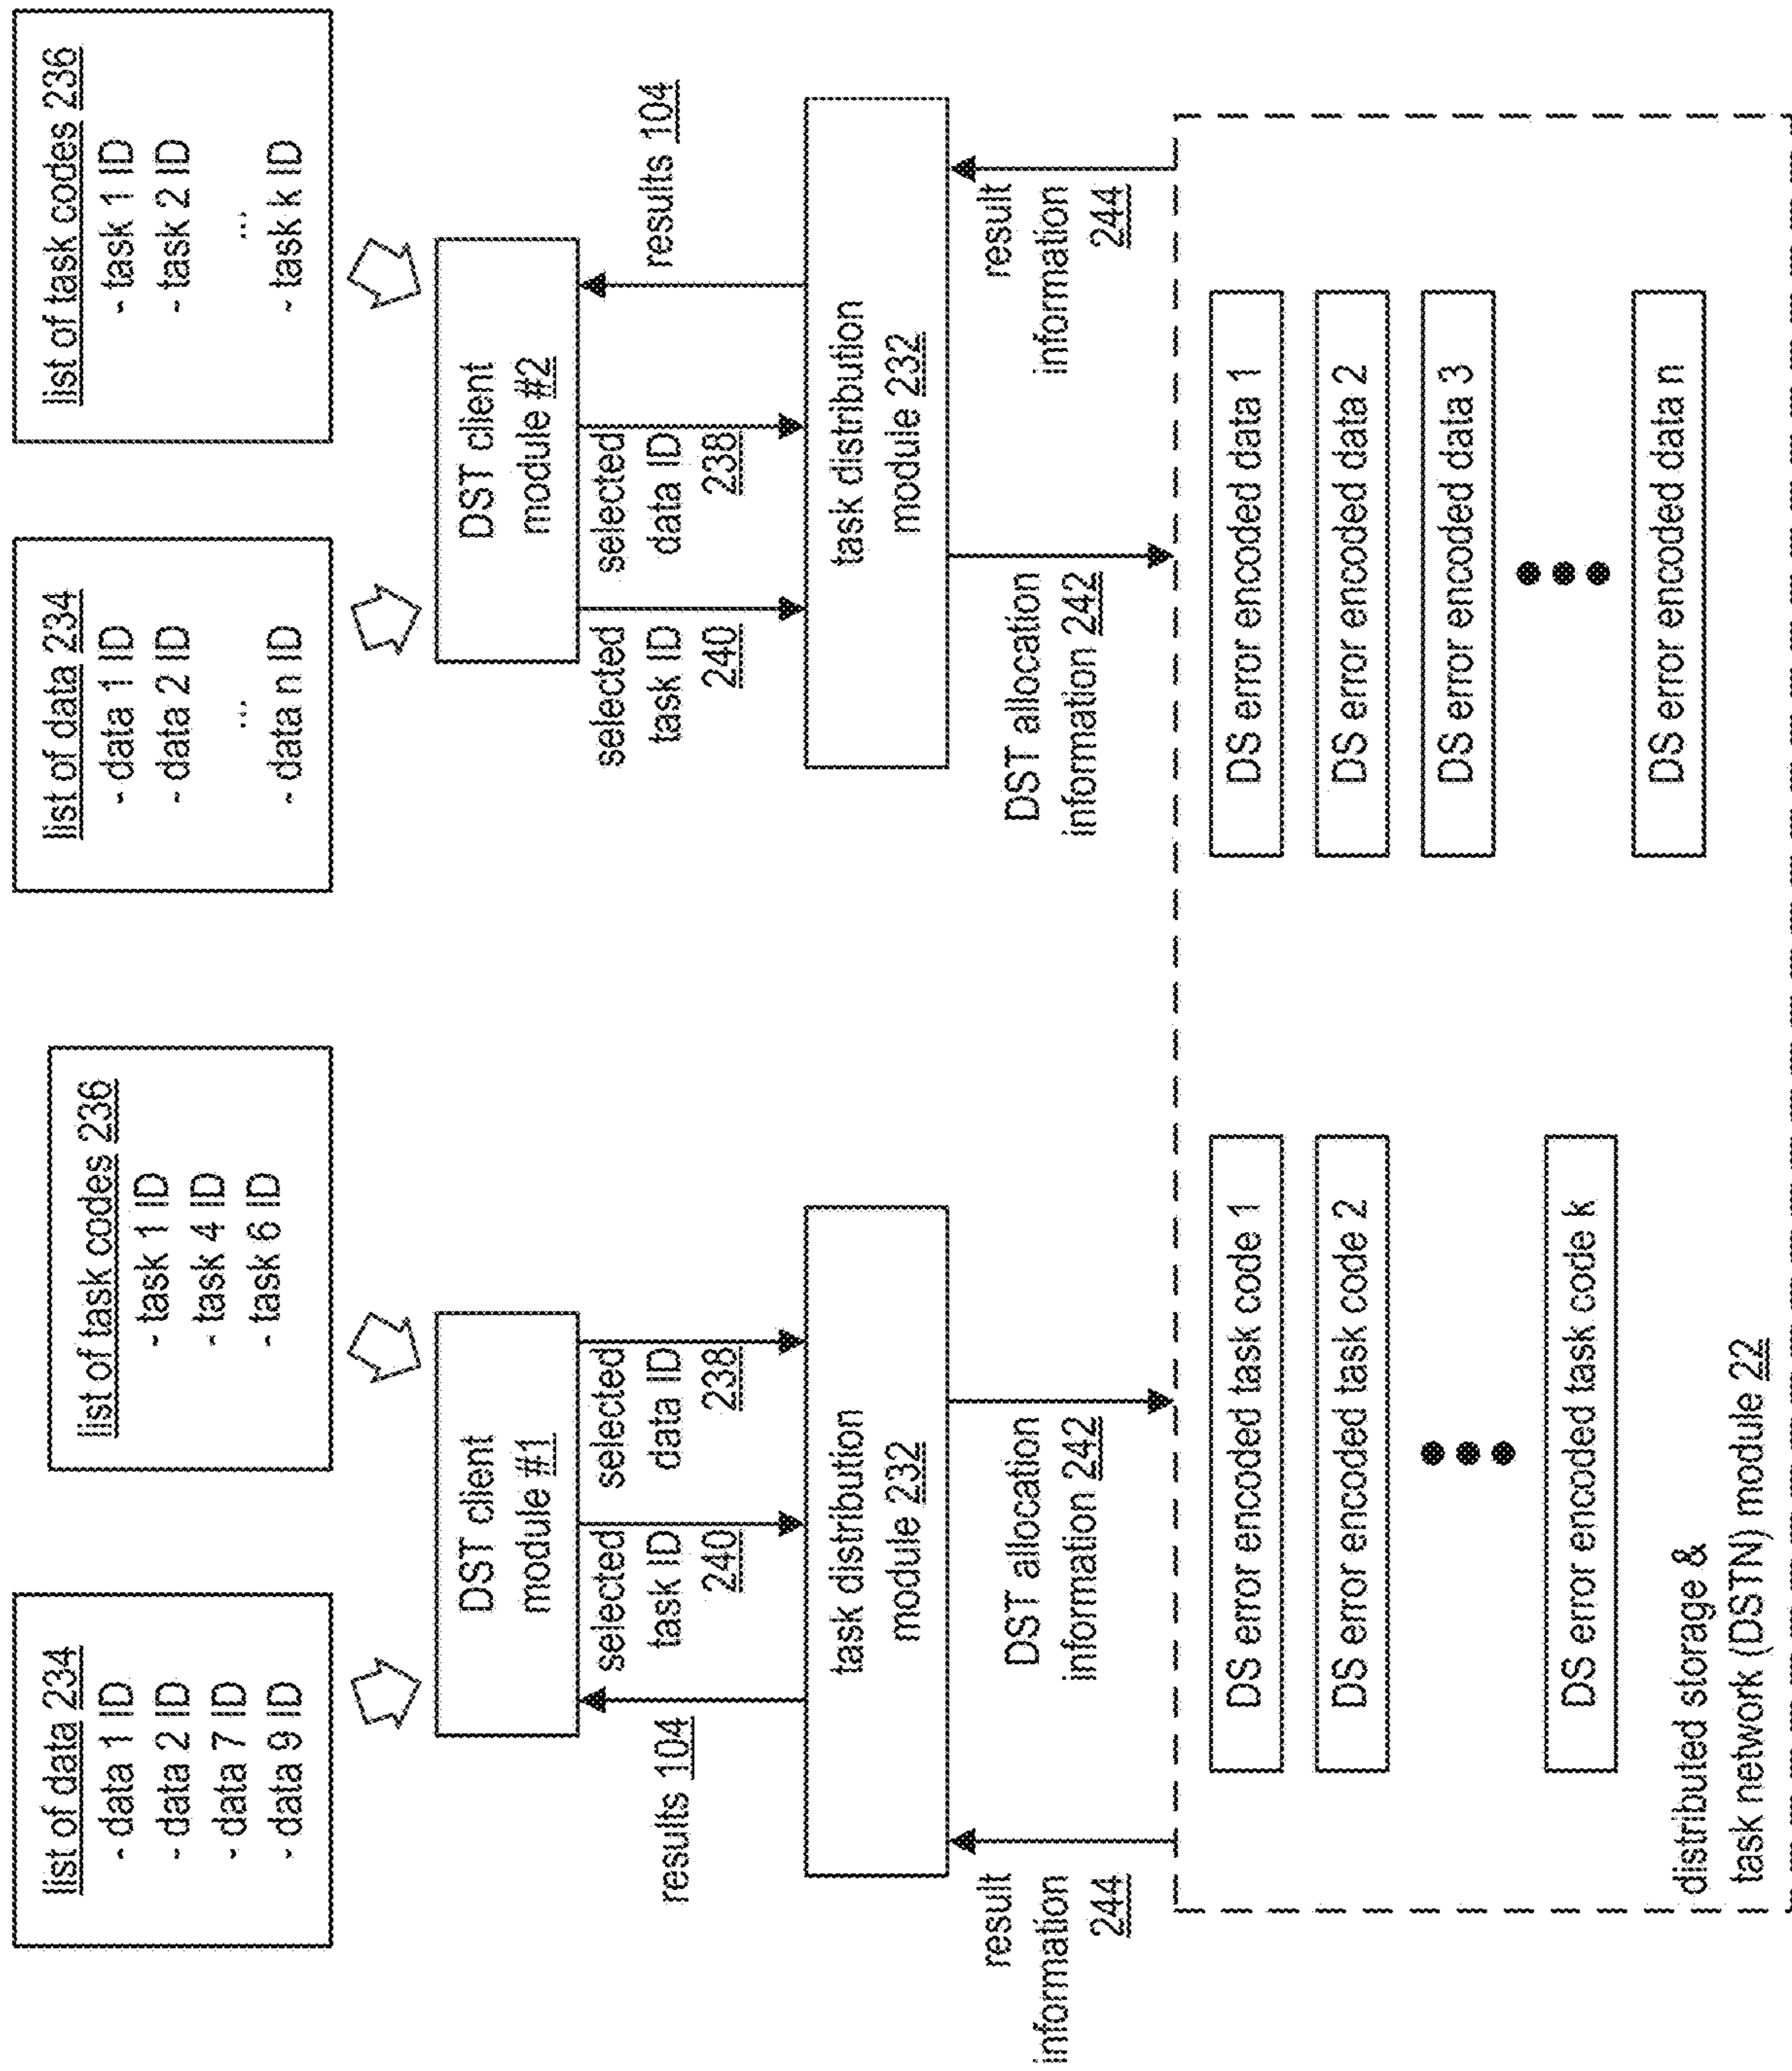 list of data 234
- data 1 ID
- data 2 ID
- data 7 ID
- data 9 ID
list of task codes 236
- task 1 ID
- task 4 ID
- task 6 ID
list of data 234
- data 1 ID
- data 2 ID
...
- data n ID
list of task codes 236
- task 1 ID
- task 2 ID
...
- task k ID
DST client
module #1
DST client
module #2
results 104
selected
task ID
240
selected
data ID
238
selected
task ID
240
selected
data ID
238
results 104
task distribution
module 232
task distribution
module 232
result
information
244
DST allocation
information 242
DST allocation
information 242
result
information
244
DS error encoded task code 1
DS error encoded task code 2
DS error encoded task code k
DS error encoded data 1
DS error encoded data 2
DS error encoded data 3
DS error encoded data n
distributed storage &
task network (DSTN) module 22